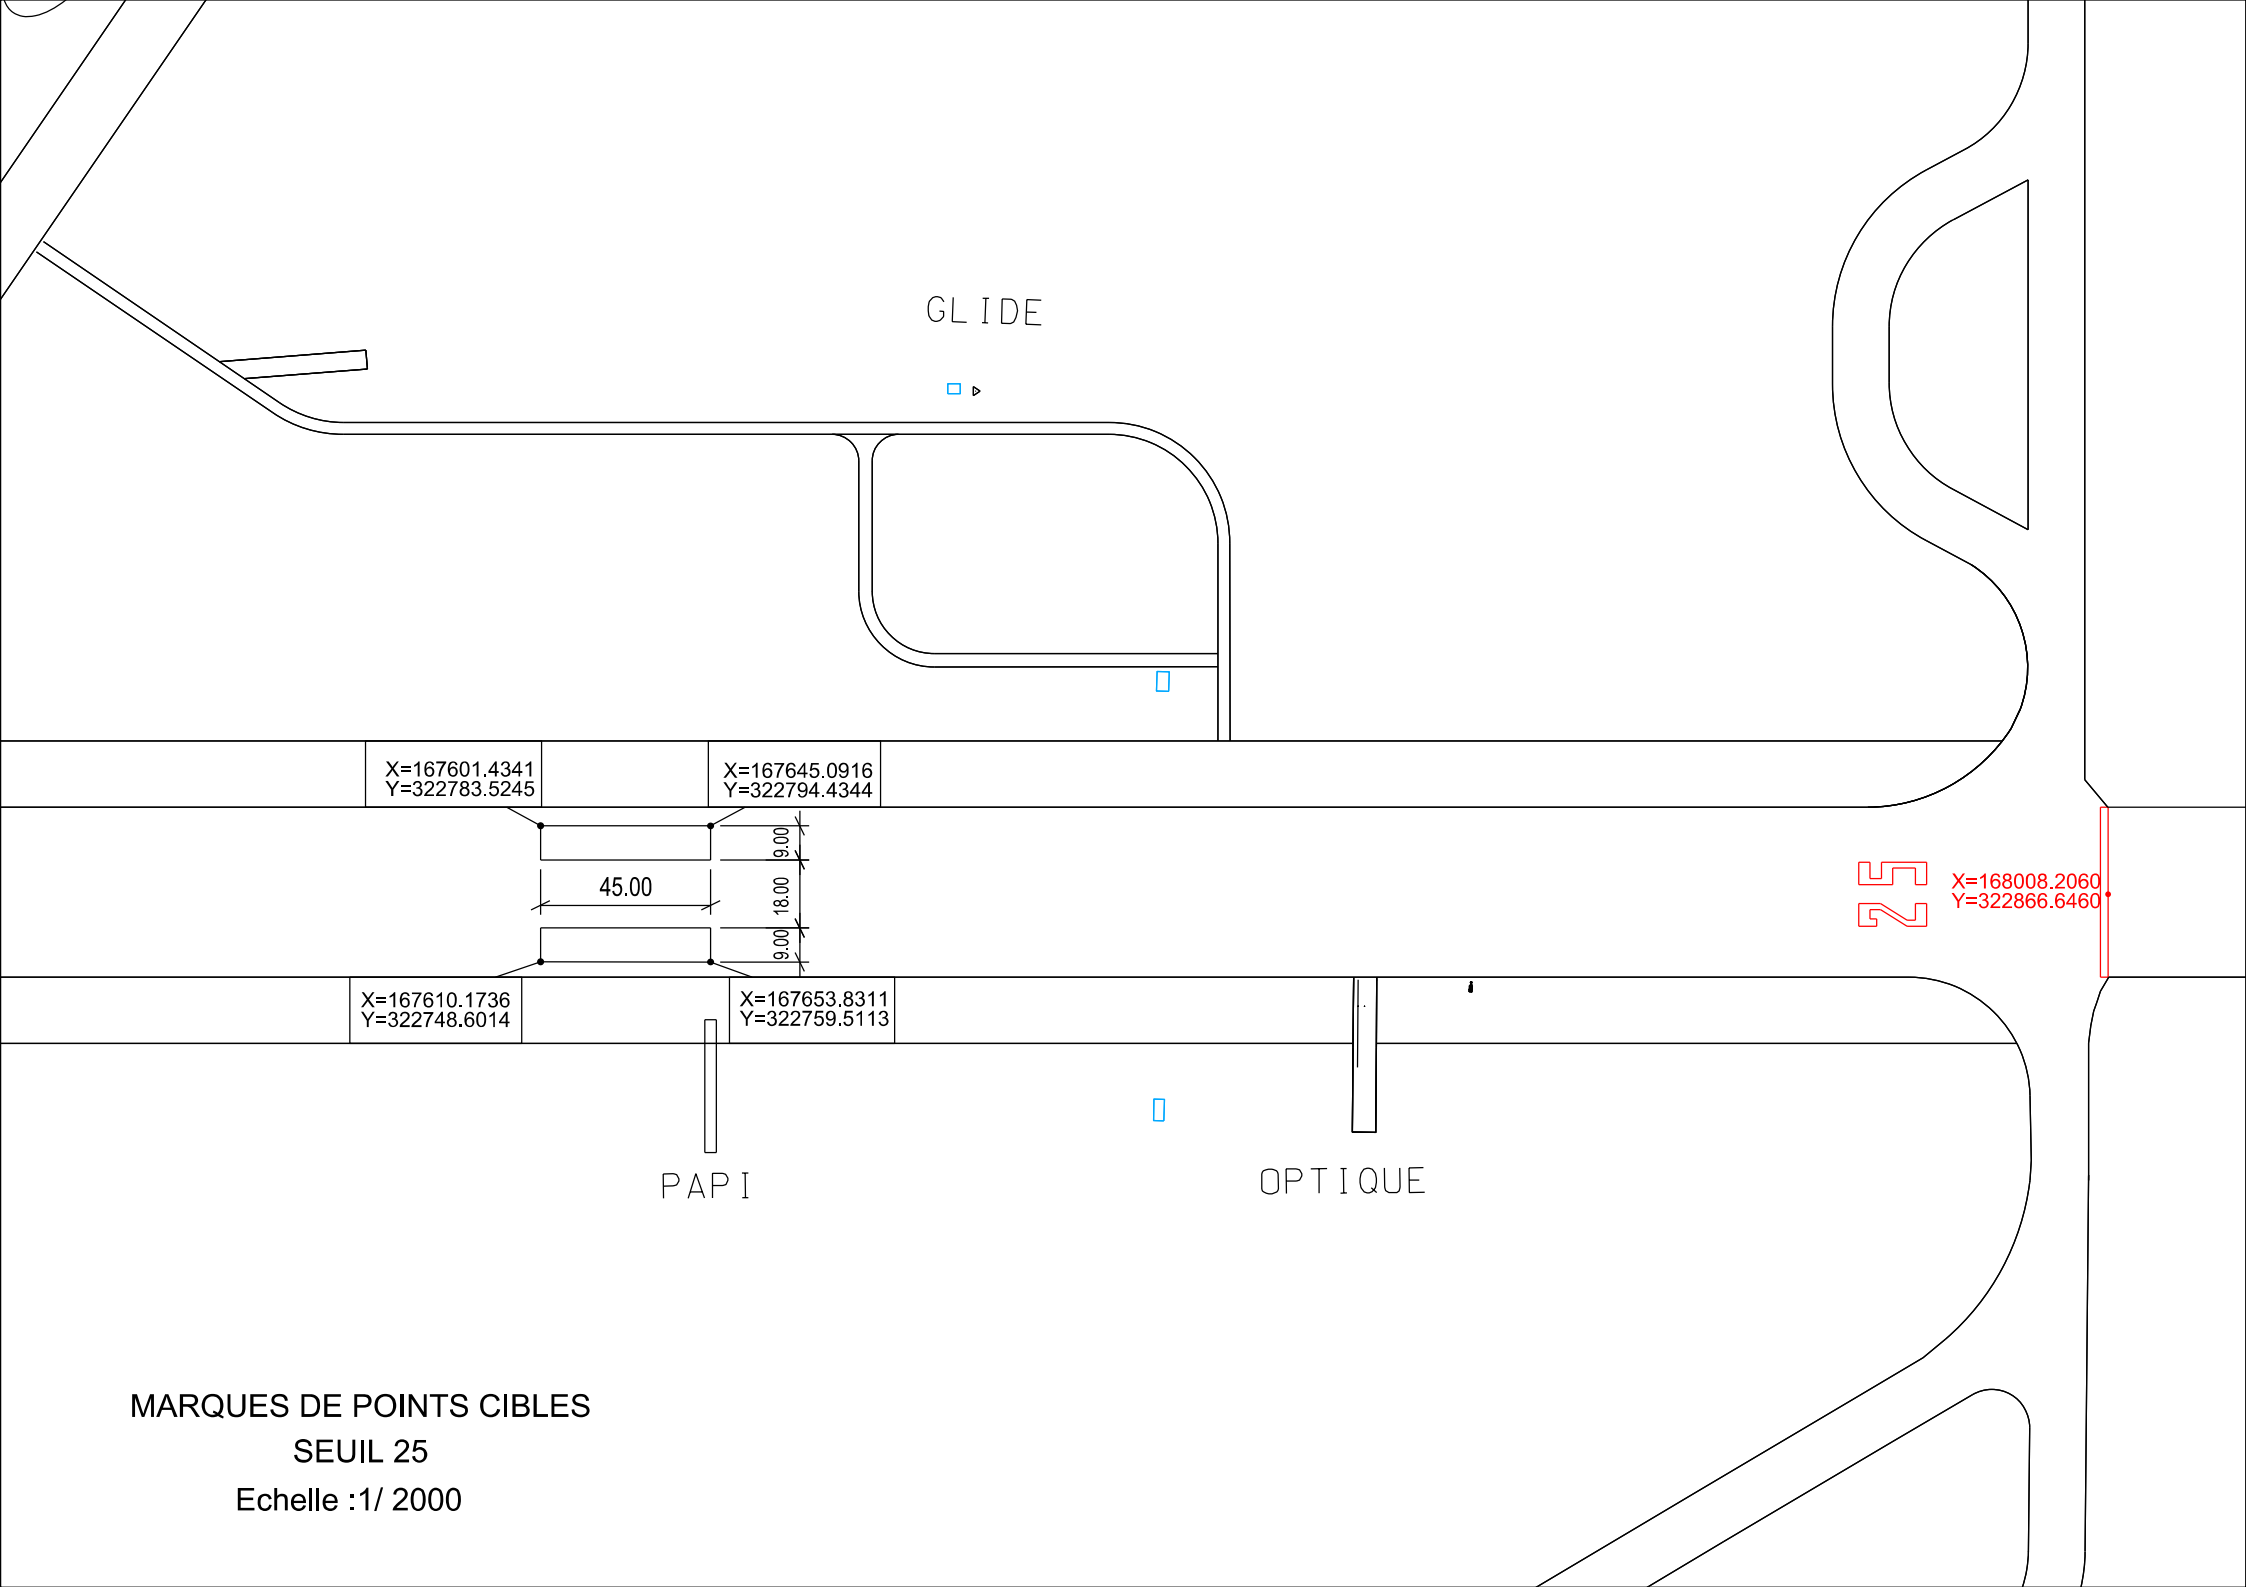 GLIDE
X=167601.4341
Y=322783.5245
X=167645.0916
Y=322794.4344
9.00
45.00
18.00
9.00
25
X=168008.2060
Y=322866.6460
X=167610.1736
Y=322748.6014
X=167653.8311
Y=322759.5113
PAPI
OPTIQUE
MARQUES DE POINTS CIBLES
SEUIL 25
Echelle :1/ 2000